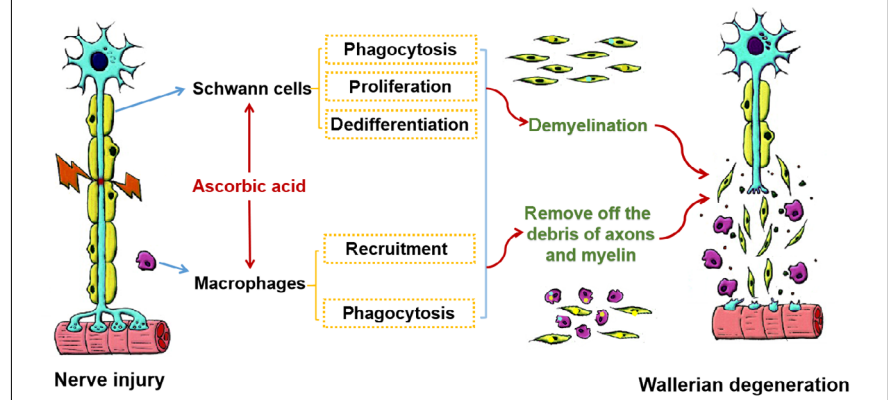 Phagocytosis
Schwann cells
Proliferation
Dedifferentiation
Demyelination
Ascorbic acid
Remove off the
debris of axons
and myelin
Recruitment
Macrophages
Phagocytosis
Nerve injury
Wallerian degeneration